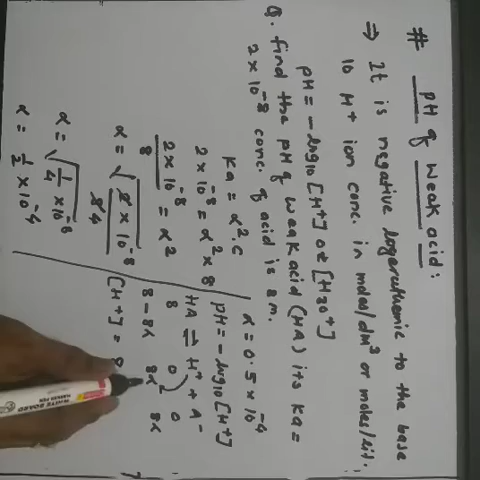 # pH of weak acid:
⇒ It is negative logeruthemic to the base
10 H+ ion conc. in moles/dm³ or moles/lit.
pH = -log10 [H+] or [H3O+]
Q. find the pH of weak acid (HA) its Ka =
2 × 10^-8 conc. of acid is 8 m.
Ka = α². C
2 × 10^-8 = α² × 8
2 × 10^-8 / 8 = α²
α = √(2 × 10^-8 / 8 4)
α = √(1/4 × 10^-8)
α = 1/2 × 10^-4
α = 0.5 × 10^-4
pH = -log10 [H+]
HA ⇌ H+ + A-
8 0 0
8 - 8α 8α 8α
[H+] =
WHITE BOARD